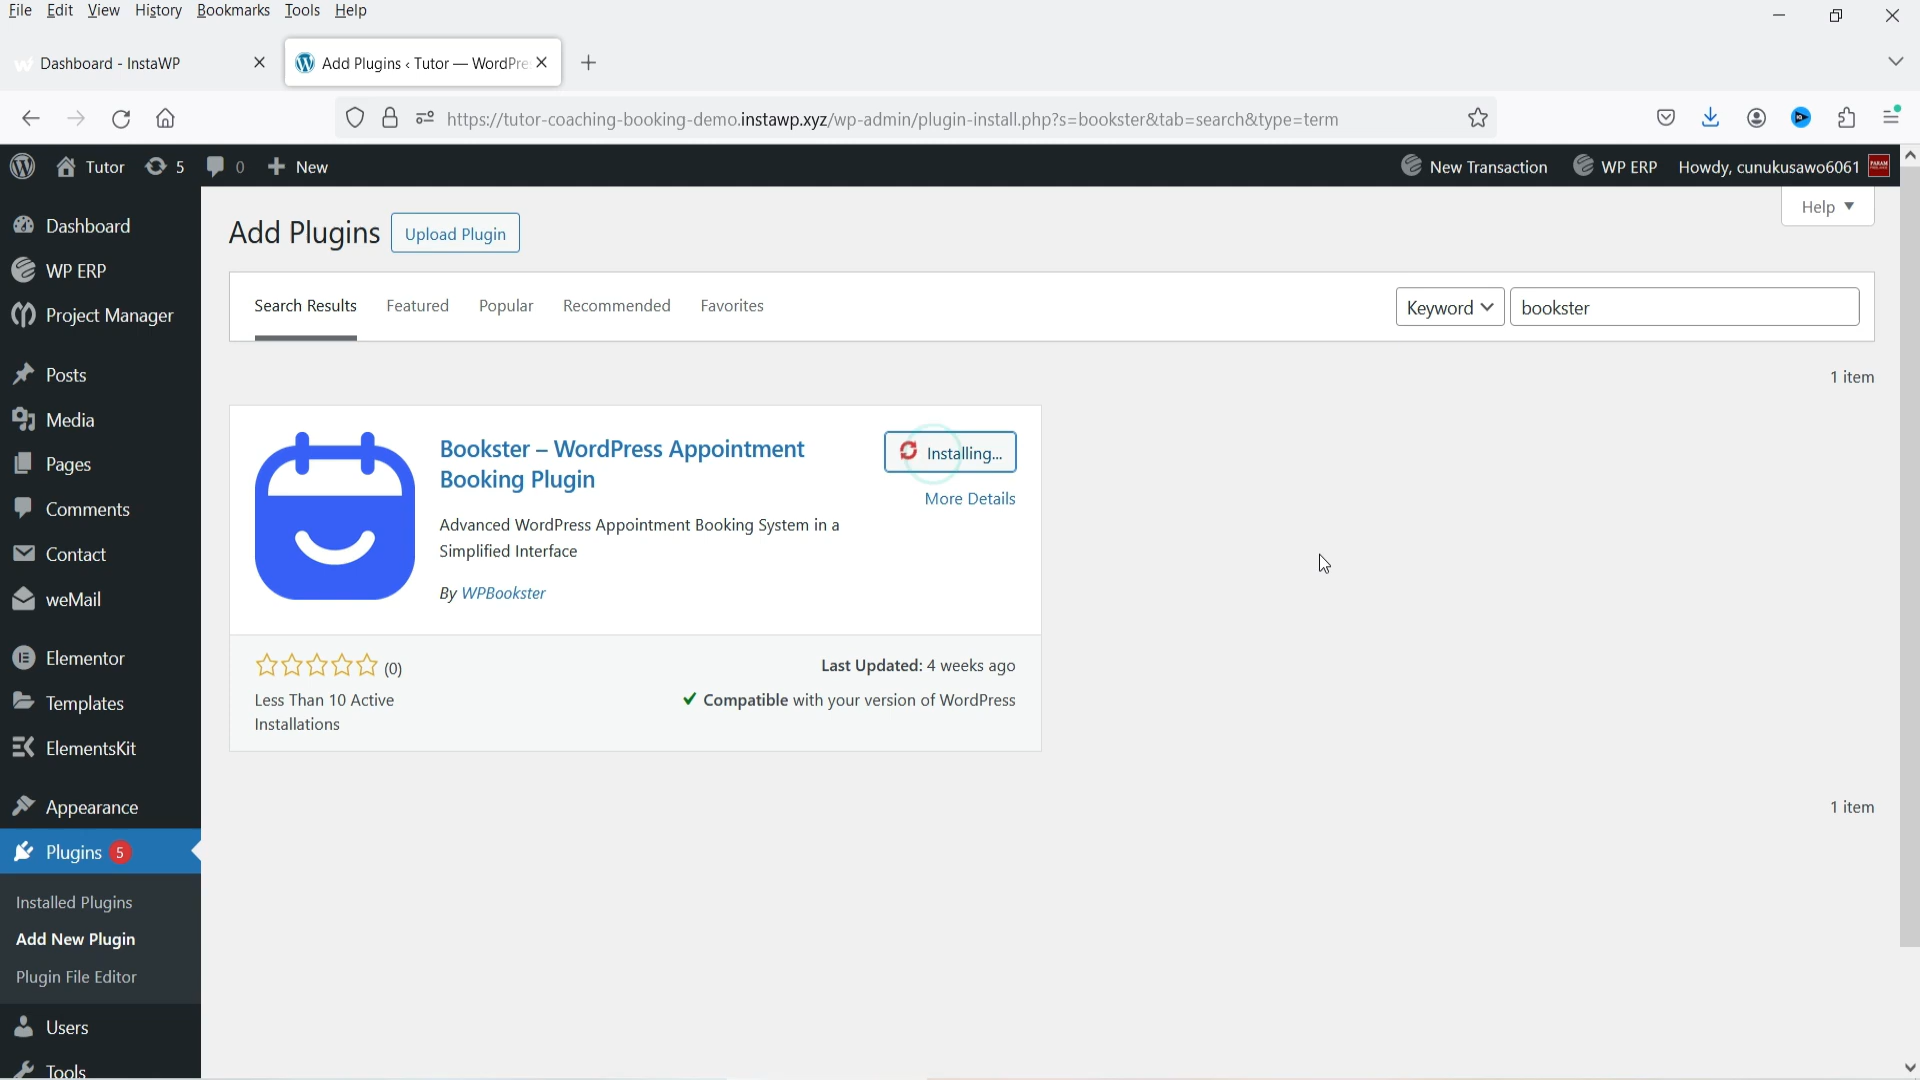 File Edit View History Bookmarks Tools Help
Dashboard - InstaWP
Add Plugins ‹ Tutor — WordPre
https://tutor-coaching-booking-demo.instawp.xyz/wp-admin/plugin-install.php?s=bookster&tab=search&type=term
Tutor 5 0 New
New Transaction WP ERP Howdy, cunukusawo6061
Dashboard
WP ERP
Project Manager
Posts
Media
Pages
Comments
Contact
weMail
Elementor
Templates
ElementsKit
Appearance
Plugins 5
Installed Plugins
Add New Plugin
Plugin File Editor
Users
Tools
Help
Add Plugins Upload Plugin
Search Results Featured Popular Recommended Favorites
Keyword bookster
1 item
Bookster – WordPress Appointment
Booking Plugin
Installing...
More Details
Advanced WordPress Appointment Booking System in a
Simplified Interface
By WPBookster
(0)
Less Than 10 Active
Installations
Last Updated: 4 weeks ago
Compatible with your version of WordPress
1 item